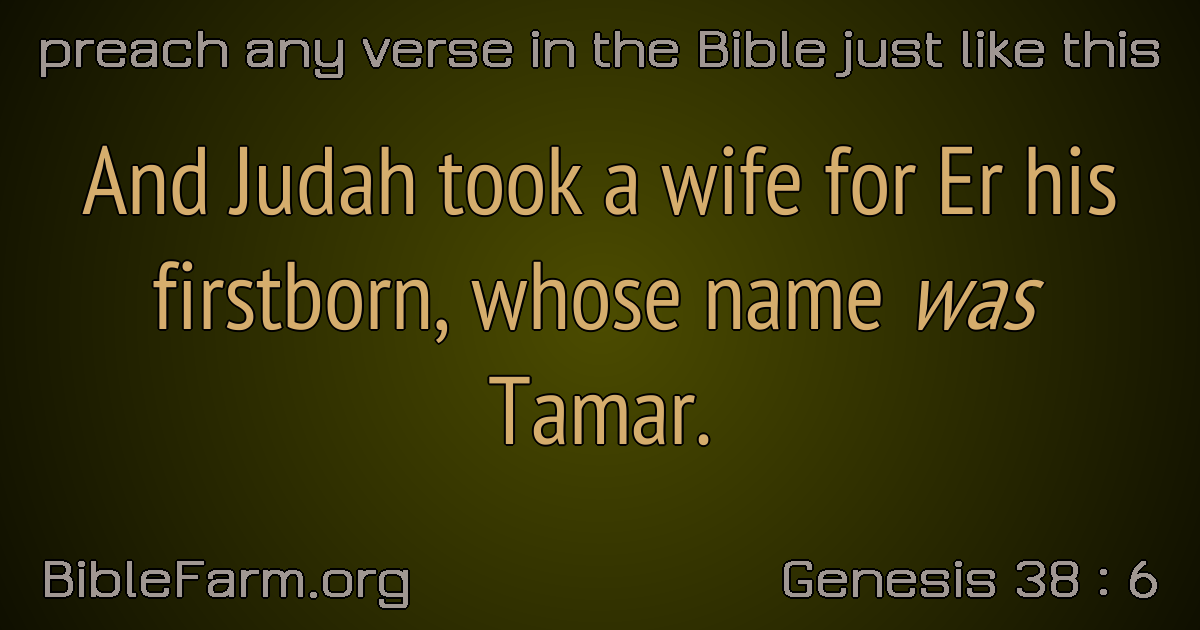 preach any verse in the Bible just like this
And Judah took a wife for Er his
firstborn, whose name was
Tamar.
BibleFarm.org
Genesis 38 : 6